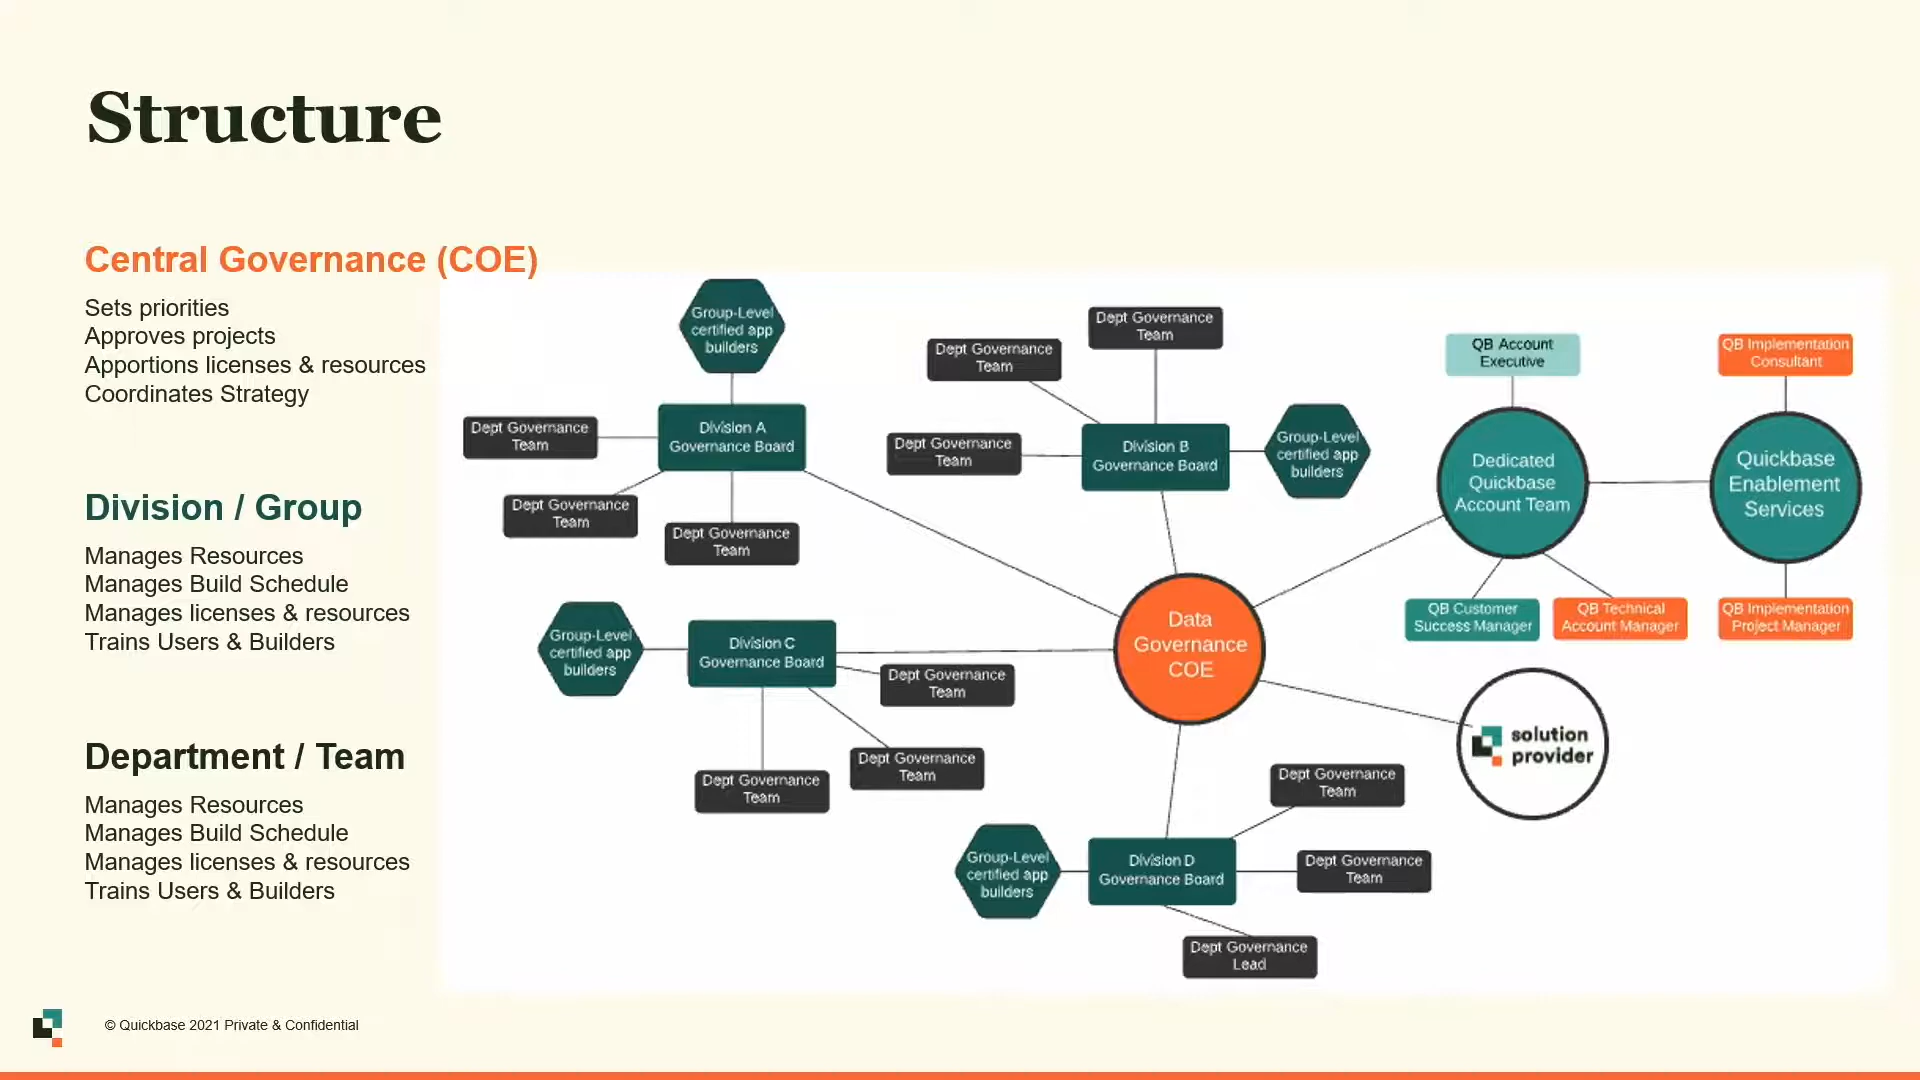 Structure
Central Governance (COE)
Sets priorities
Approves projects
Apportions licenses & resources
Coordinates Strategy
Division / Group
Manages Resources
Manages Build Schedule
Manages licenses & resources
Trains Users & Builders
Department / Team
Manages Resources
Manages Build Schedule
Manages licenses & resources
Trains Users & Builders
Group-Level
certified app
builders
Division A
Governance Board
Dept Governance
Team
Dept Governance
Team
Dept Governance
Team
Dept Governance
Team
Dept Governance
Team
Dept Governance
Team
Division B
Governance Board
Group-Level
certified app
builders
QB Account
Executive
Dedicated
Quickbase
Account Team
QB Customer
Success Manager
QB Technical
Account Manager
QB Implementation
Consultant
Quickbase
Enablement
Services
QB Implementation
Project Manager
Group-Level
certified app
builders
Division C
Governance Board
Dept Governance
Team
Dept Governance
Team
Dept Governance
Team
Data
Governance
COE
solution
provider
Group-Level
certified app
builders
Division D
Governance Board
Dept Governance
Team
Dept Governance
Team
Dept Governance
Lead
© Quickbase 2021 Private & Confidential